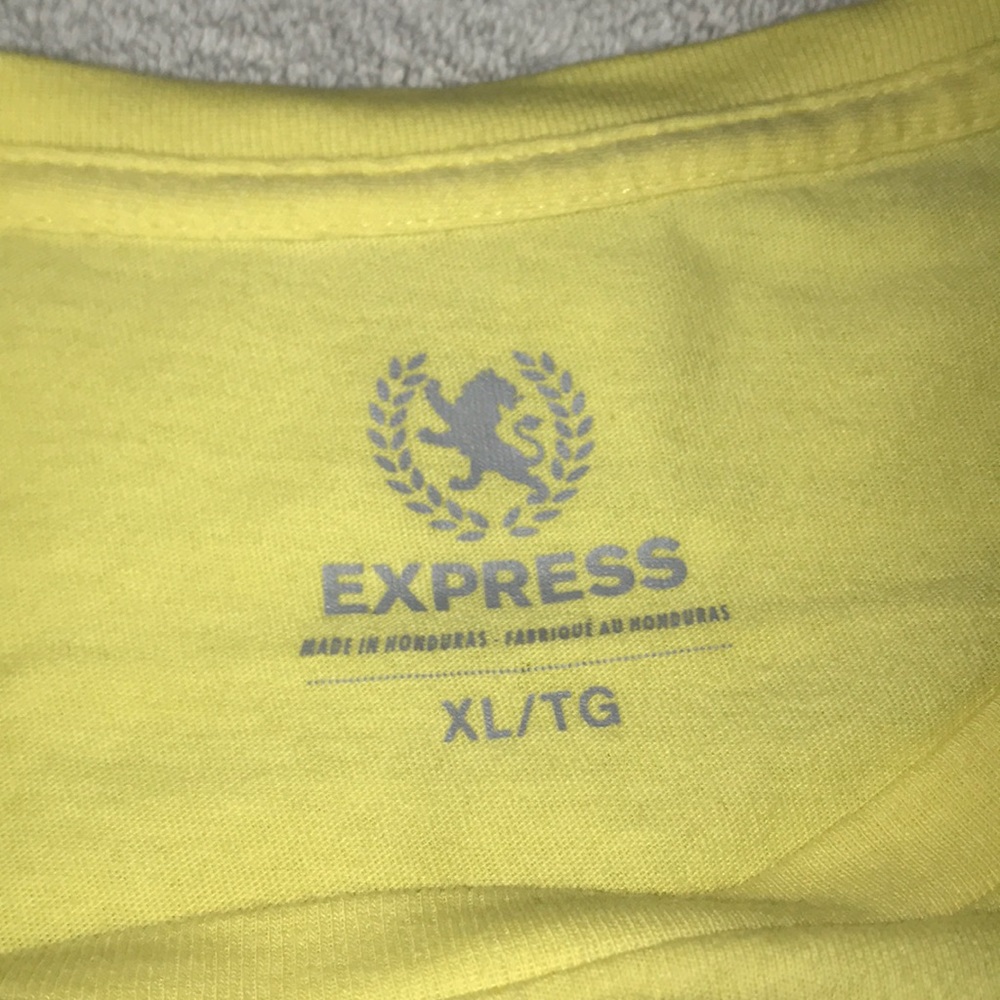 EXPRESS
MADE IN HONDURAS - FABRIQUÉ AU HONDURAS
XL/TG